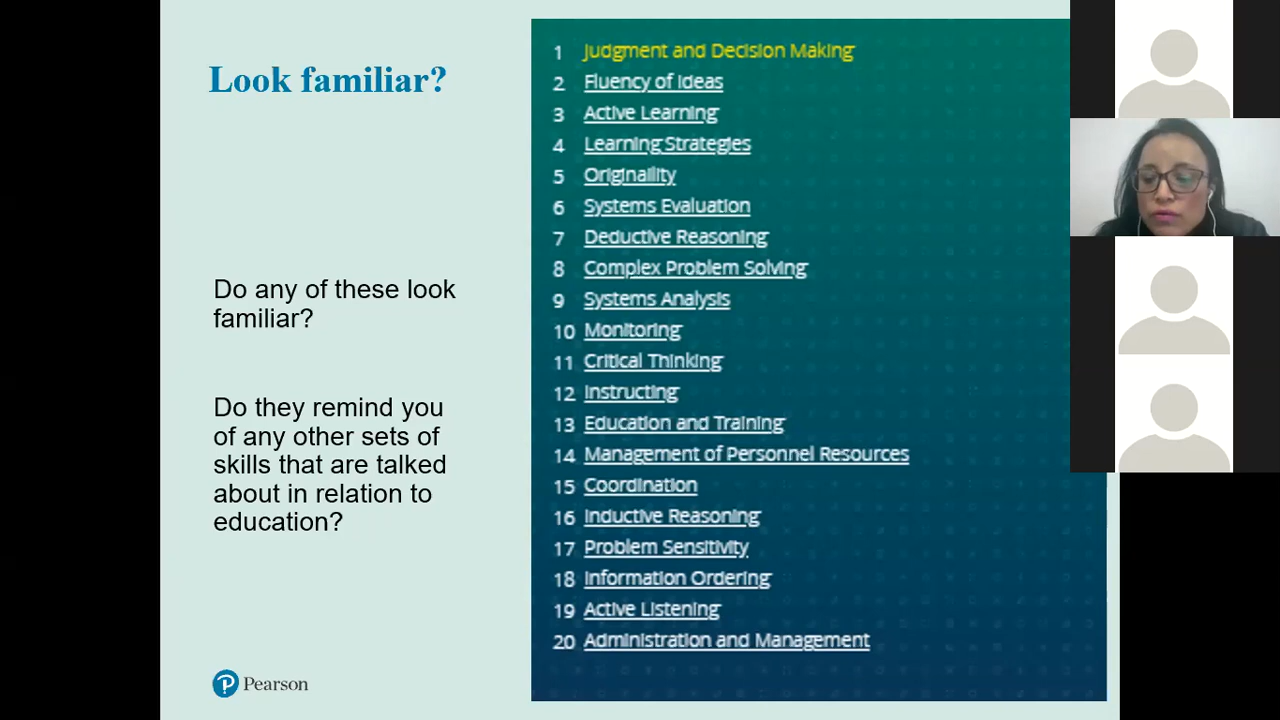 Look familiar?
Do any of these look
familiar?
Do they remind you
of any other sets of
skills that are talked
about in relation to
education?
Pearson
1 Judgment and Decision Making
2 Fluency of Ideas
3 Active Learning
4 Learning Strategies
5 Originality
6 Systems Evaluation
7 Deductive Reasoning
8 Complex Problem Solving
9 Systems Analysis
10 Monitoring
11 Critical Thinking
12 Instructing
13 Education and Training
14 Management of Personnel Resources
15 Coordination
16 Inductive Reasoning
17 Problem Sensitivity
18 Information Ordering
19 Active Listening
20 Administration and Management